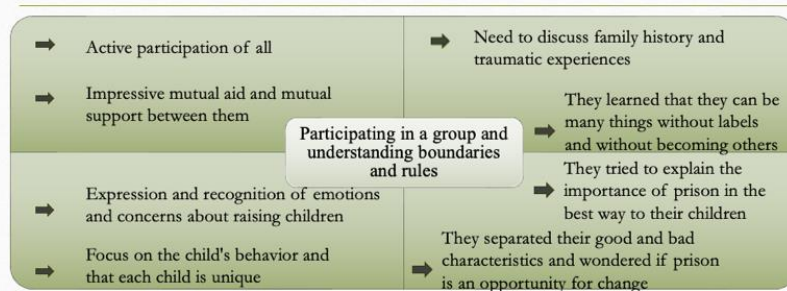 Active participation of all
Impressive mutual aid and mutual
support between them
Need to discuss family history and
traumatic experiences
They learned that they can be
many things without labels
and without becoming others
Participating in a group and
understanding boundaries
and rules
Expression and recognition of emotions
and concerns about raising children
Focus on the child's behavior and
that each child is unique
They tried to explain the
importance of prison in the
best way to their children
They separated their good and bad
characteristics and wondered if prison
is an opportunity for change